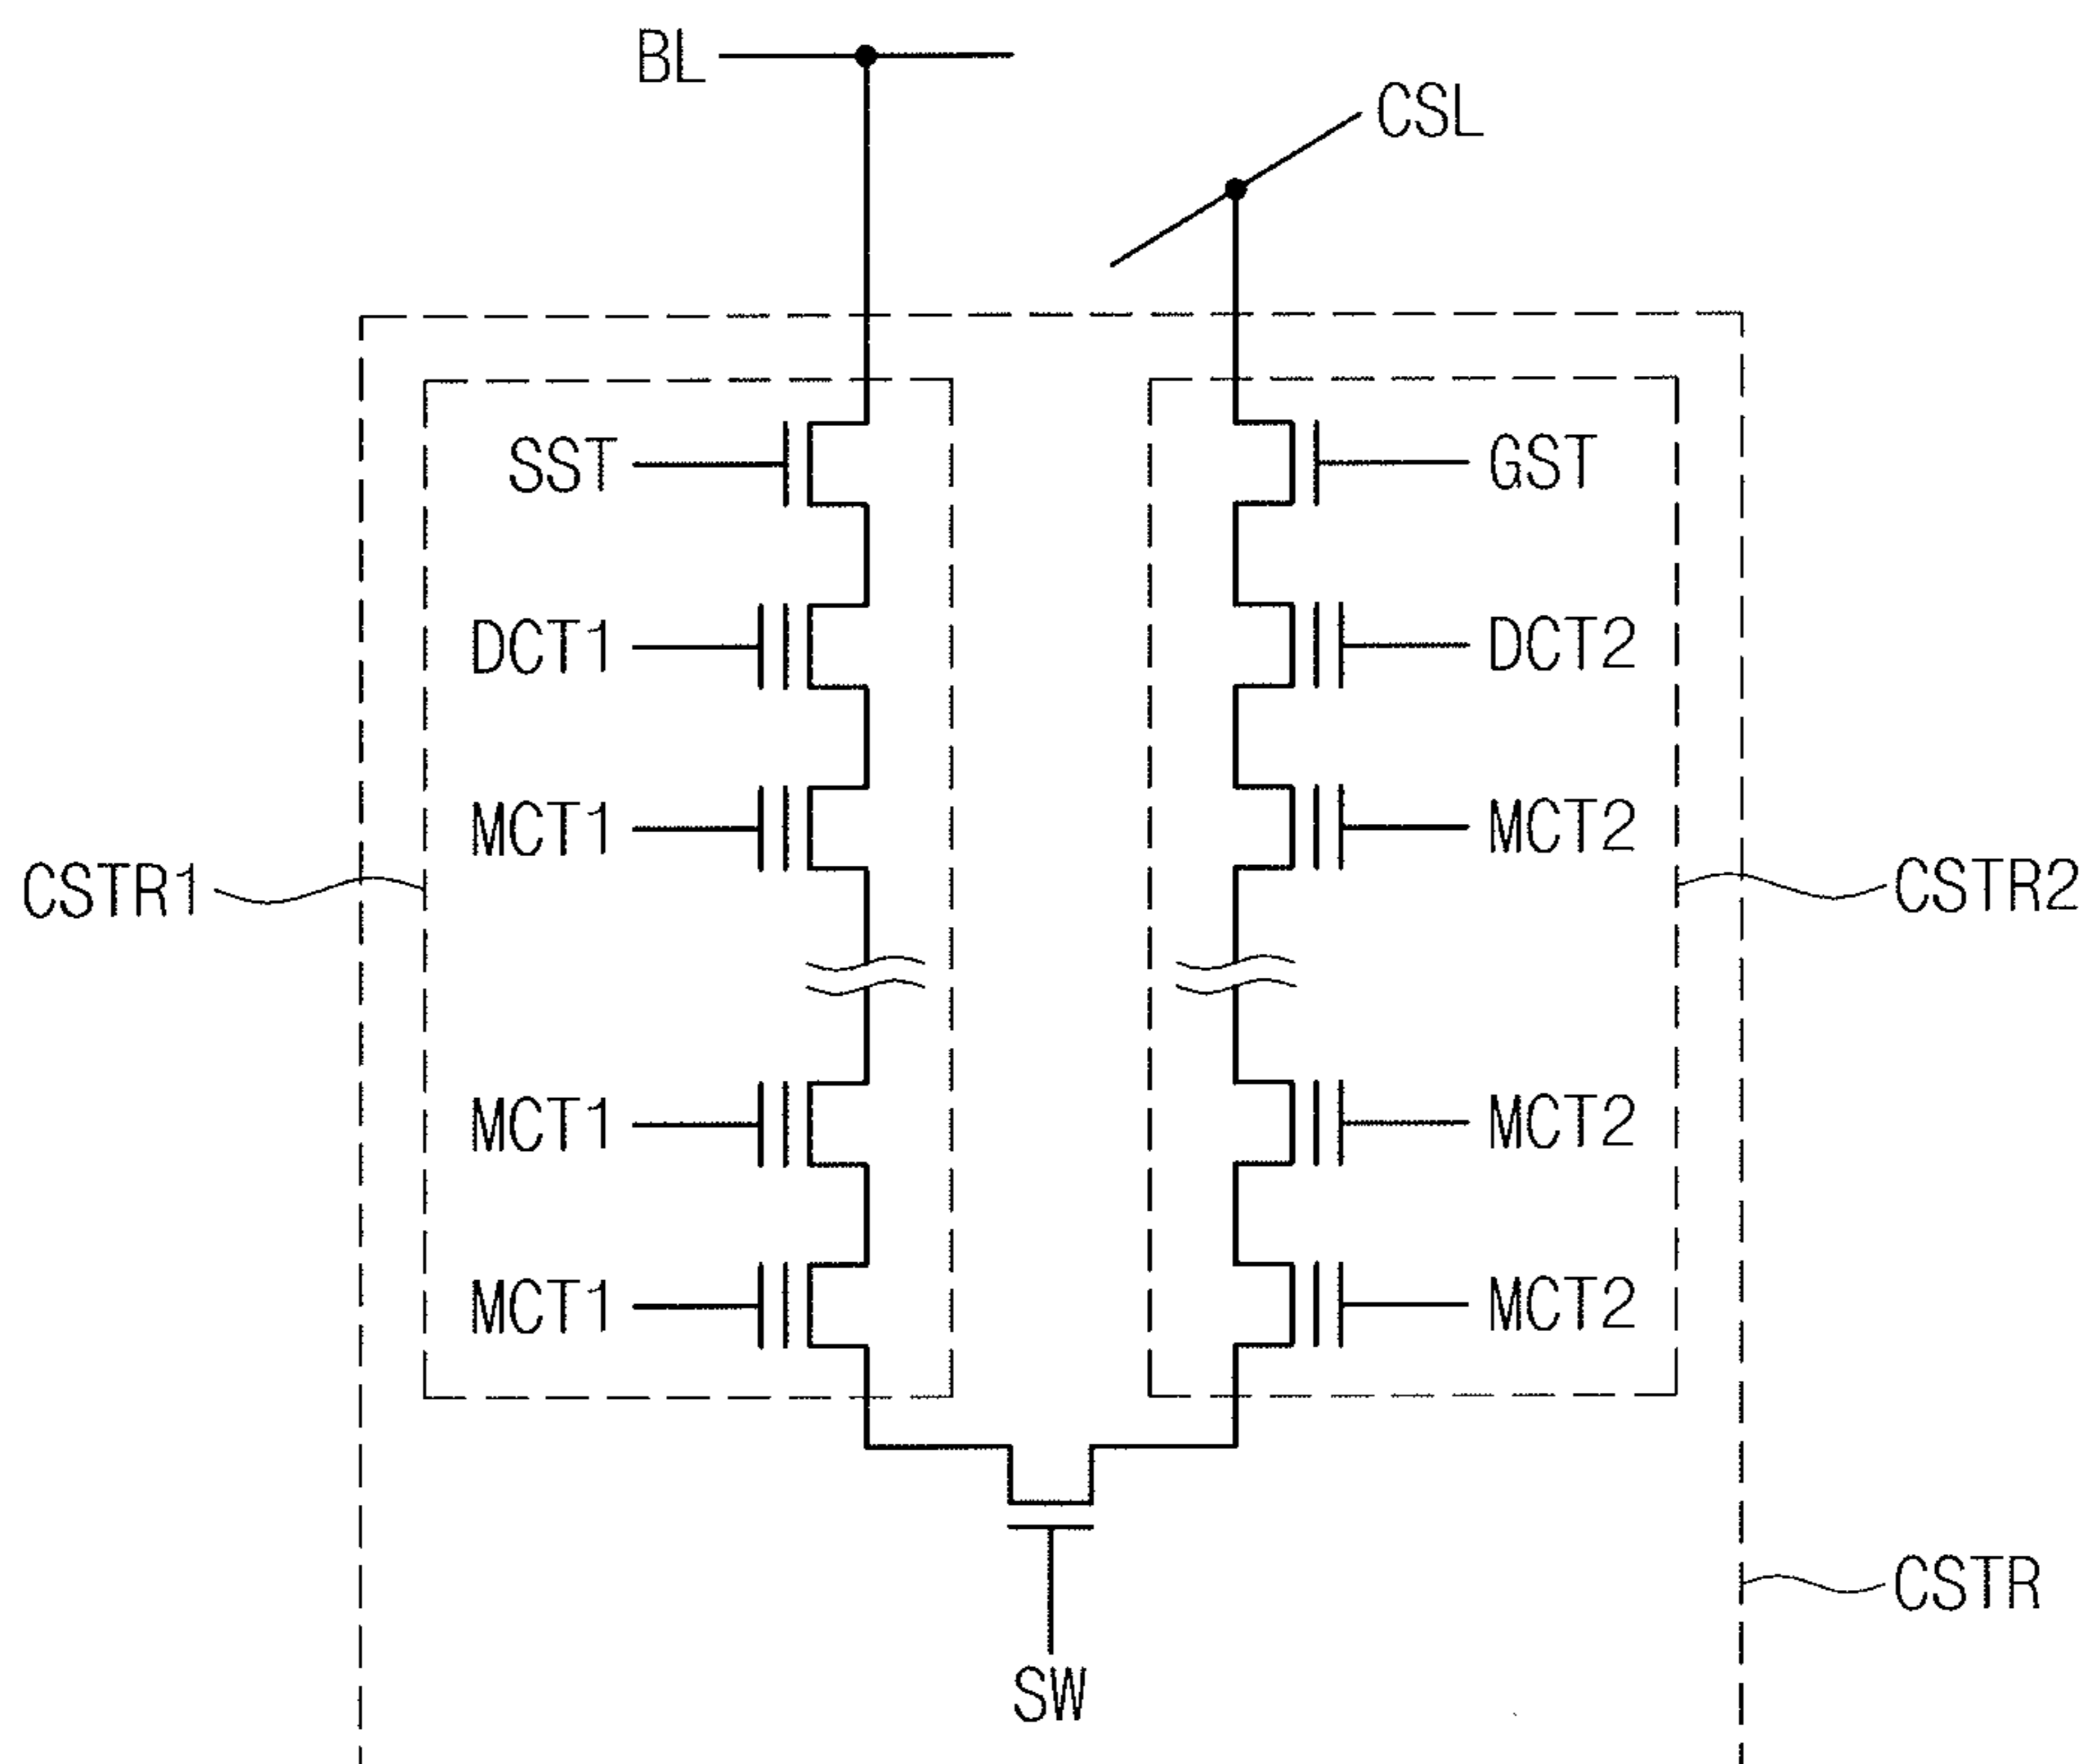 BL
CSL
SST
GST
DCT1
DCT2
MCT1
MCT2
CSTR1
CSTR2
MCT1
MCT2
MCT1
MCT2
CSTR
SW